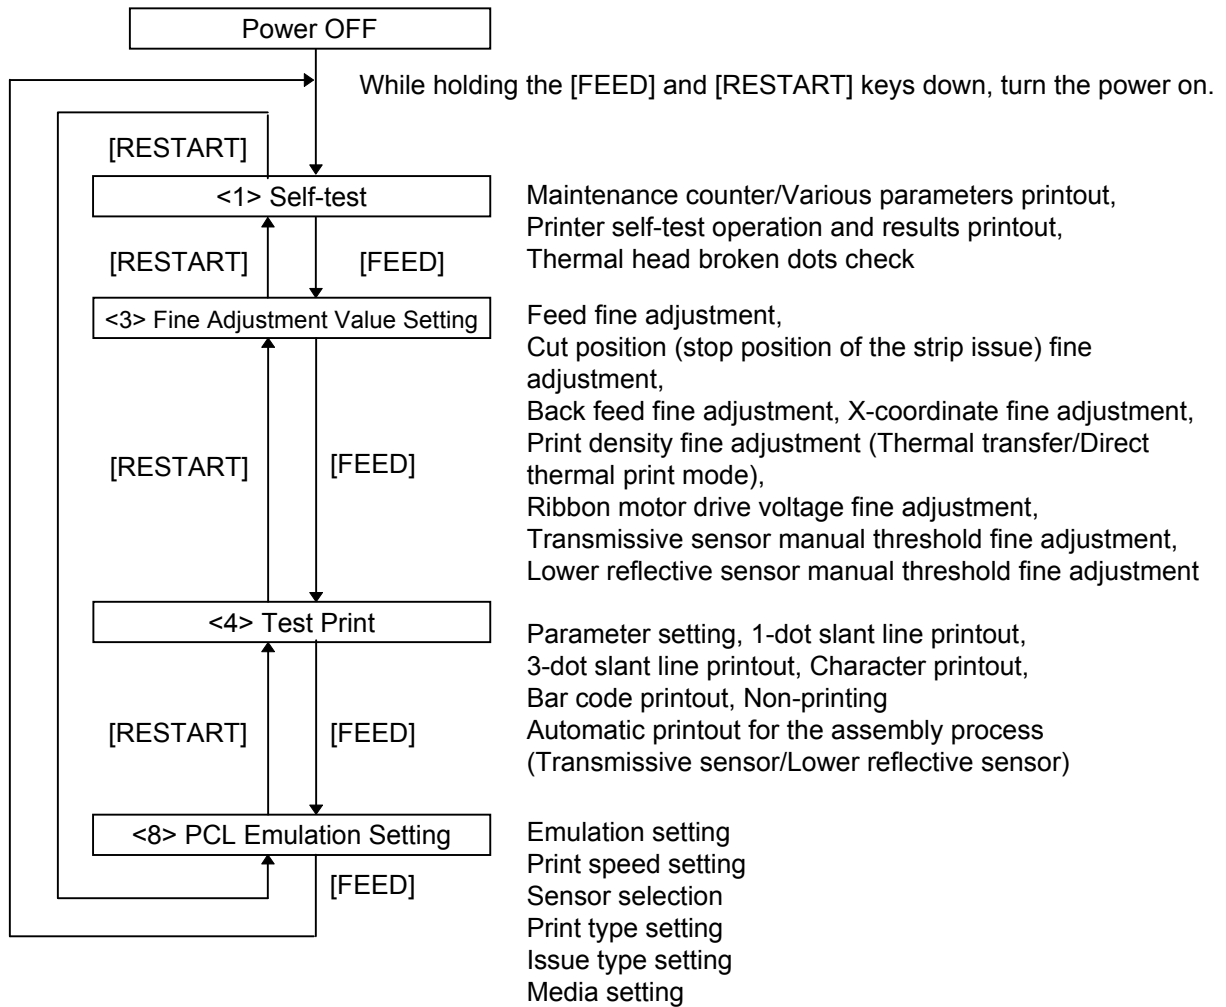 Power OFF
While holding the [FEED] and [RESTART] keys down, turn the power on.
[RESTART]
<1> Self-test
Maintenance counter/Various parameters printout,
Printer self-test operation and results printout,
Thermal head broken dots check
[RESTART]
[FEED]
<3> Fine Adjustment Value Setting
Feed fine adjustment,
Cut position (stop position of the strip issue) fine
adjustment,
Back feed fine adjustment, X-coordinate fine adjustment,
Print density fine adjustment (Thermal transfer/Direct
thermal print mode),
Ribbon motor drive voltage fine adjustment,
Transmissive sensor manual threshold fine adjustment,
Lower reflective sensor manual threshold fine adjustment
[RESTART]
[FEED]
<4> Test Print
Parameter setting, 1-dot slant line printout,
3-dot slant line printout, Character printout,
Bar code printout, Non-printing
Automatic printout for the assembly process
(Transmissive sensor/Lower reflective sensor)
[RESTART]
[FEED]
<8> PCL Emulation Setting
Emulation setting
Print speed setting
Sensor selection
Print type setting
Issue type setting
Media setting
[FEED]